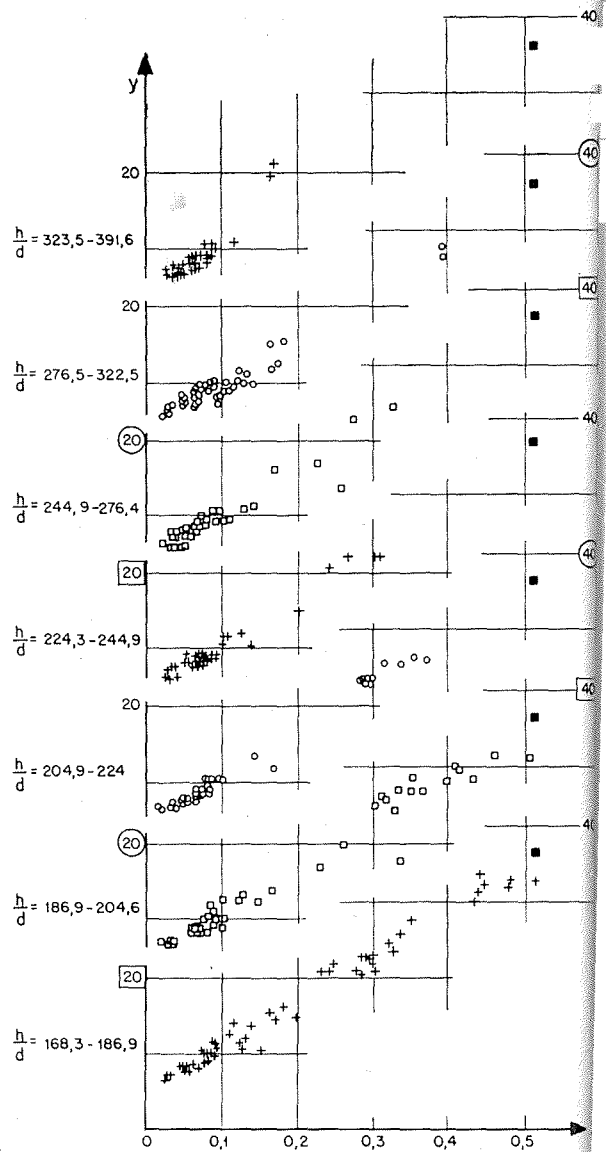 40
y
40
20
h/d = 323,5-391,6
40
20
h/d = 276,5-322,5
40
20
h/d = 244,9-276,4
40
20
h/d = 224,3-244,9
40
20
h/d = 204,9-224
40
20
h/d = 186,9-204,6
20
h/d = 168,3-186,9
0 0,1 0,2 0,3 0,4 0,5